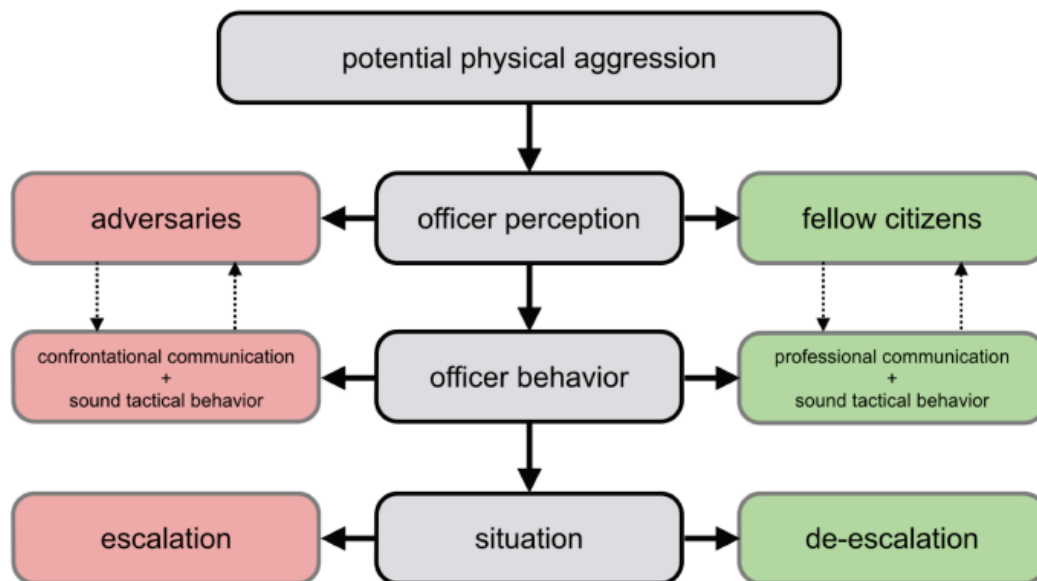 potential physical aggression
adversaries
officer perception
fellow citizens
confrontational communication
+
sound tactical behavior
officer behavior
professional communication
+
sound tactical behavior
escalation
situation
de-escalation